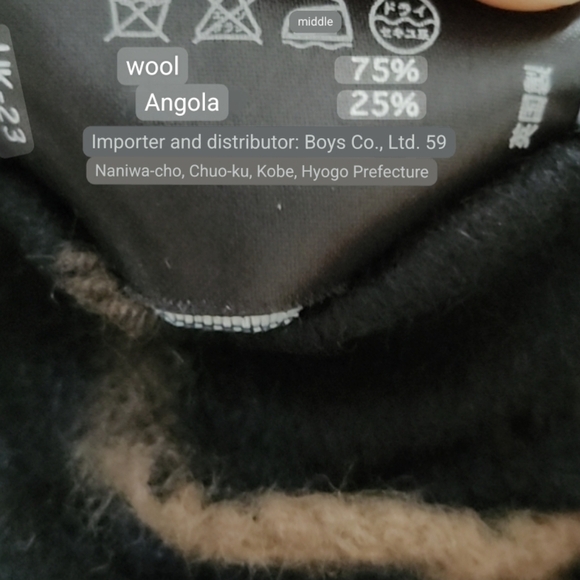 middle
ドライ
セキユ系
wool 75%
Angola 25%
Importer and distributor: Boys Co., Ltd. 59
Naniwa-cho, Chuo-ku, Kobe, Hyogo Prefecture